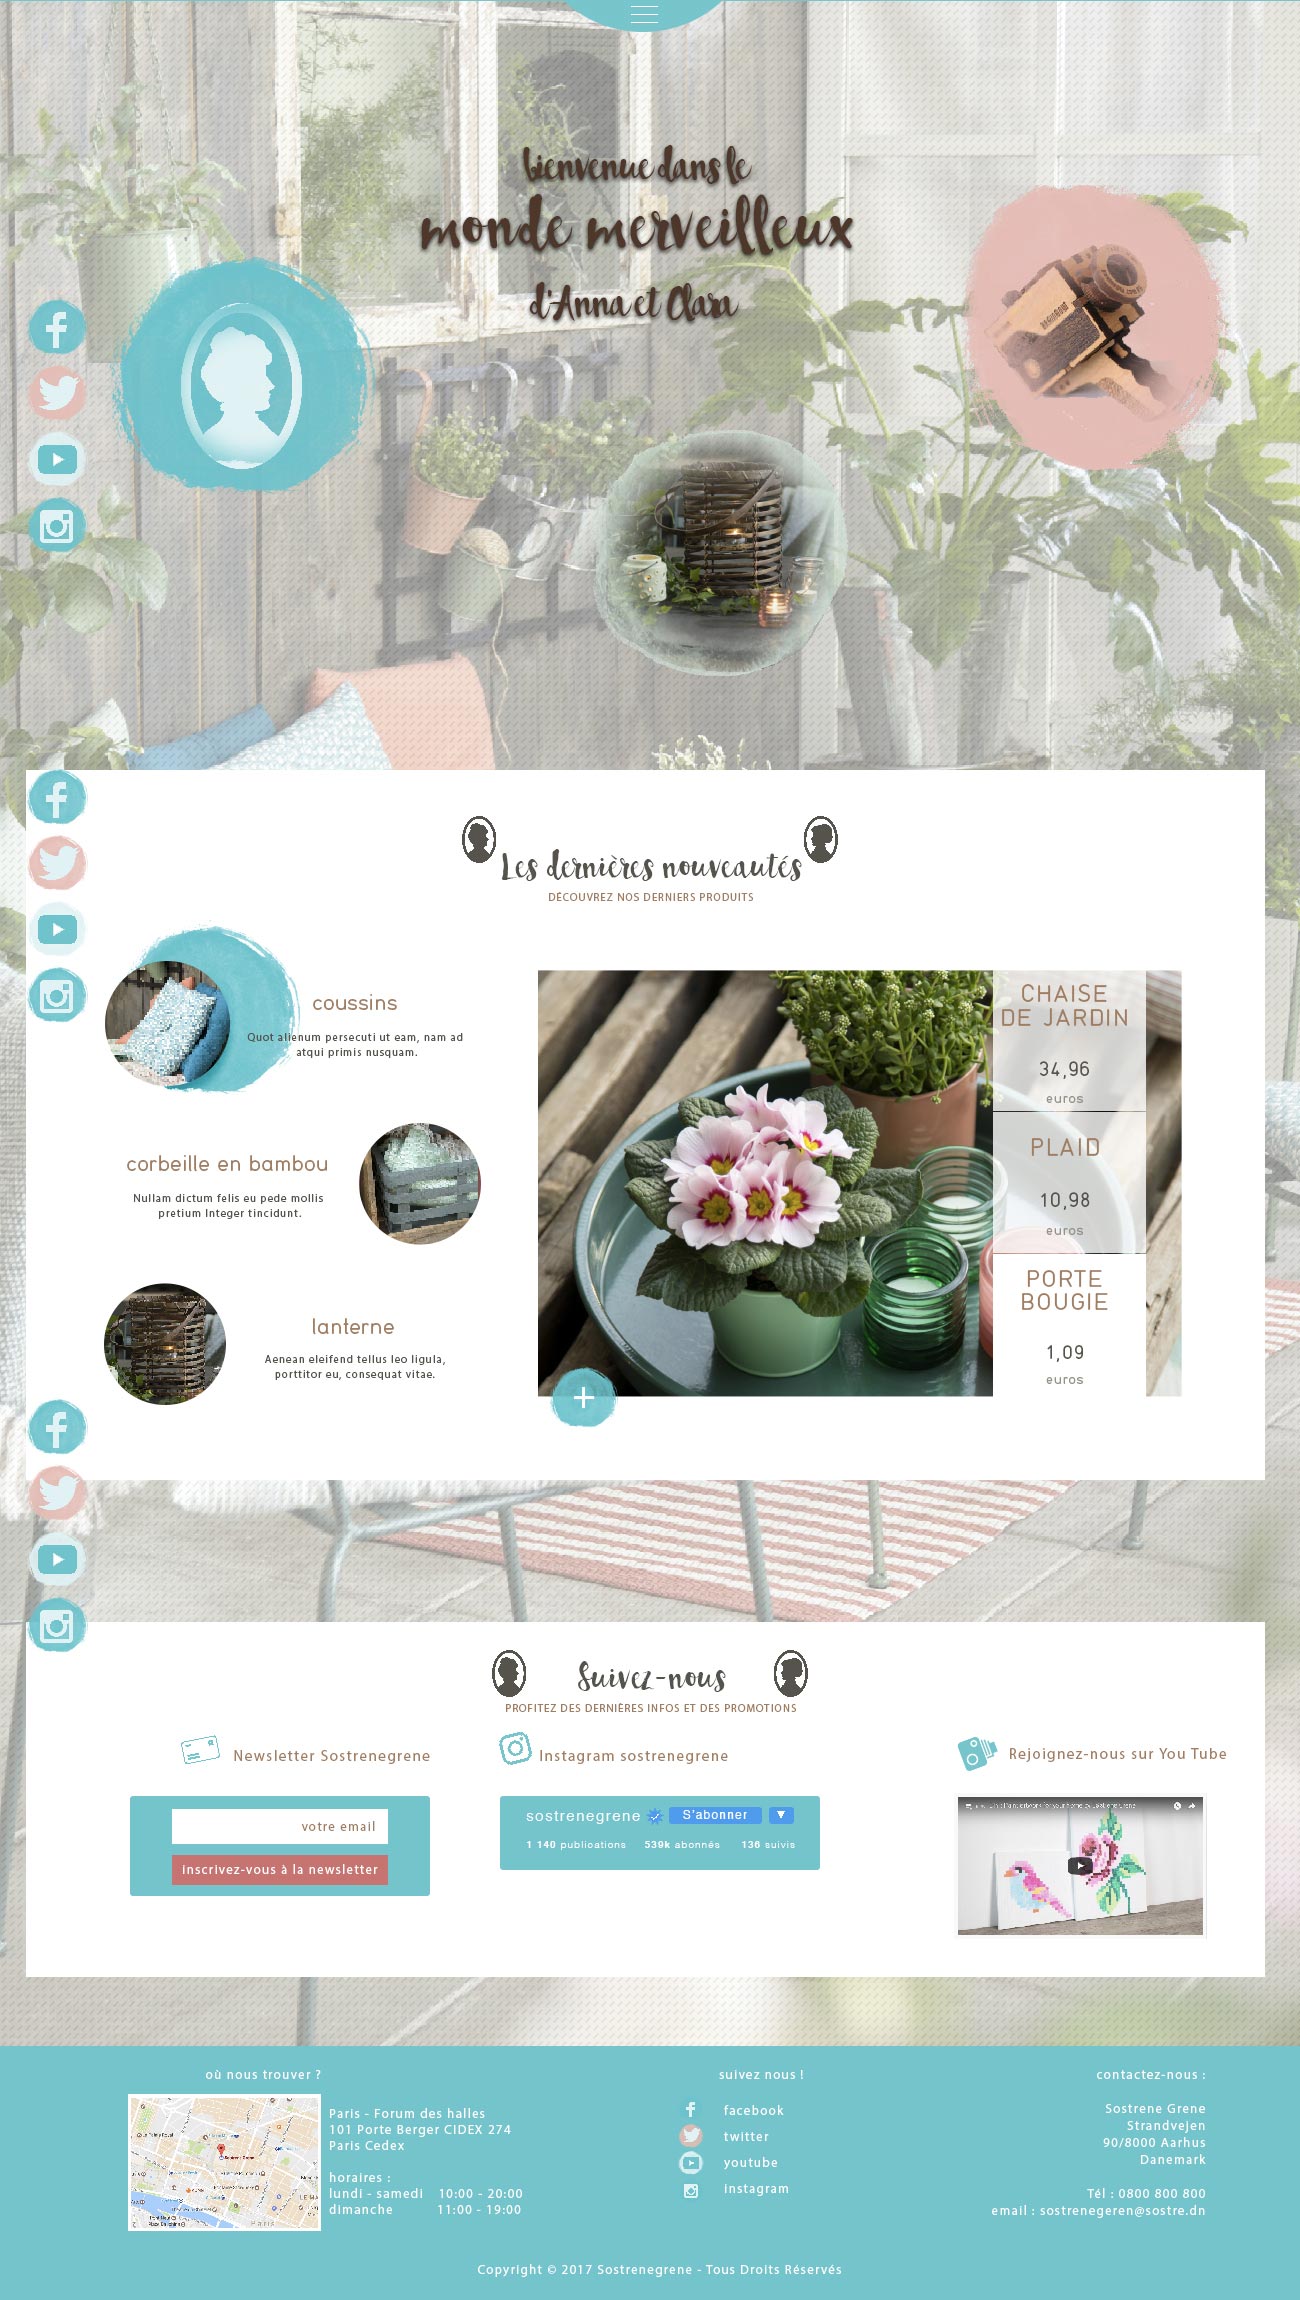 bienvenue dans le
monde merveilleux
d'Anna et Clara
Les dernières nouveautés
DÉCOUVREZ NOS DERNIERS PRODUITS
coussins
Quot alienum persecuti ut eam, nam ad
atqui primis nusquam.
corbeille en bambou
Nullam dictum felis eu pede mollis
pretium Integer tincidunt.
lanterne
Aenean eleifend tellus leo ligula,
porttitor eu, consequat vitae.
CHAISE
DE JARDIN
34,96
euros
PLAID
10,98
euros
PORTE
BOUGIE
1,09
euros
+
Suivez-nous
PROFITEZ DES DERNIÈRES INFOS ET DES PROMOTIONS
Newsletter Sostrenegrene
votre email
inscrivez-vous à la newsletter
Instagram sostrenegrene
sostrenegrene S'abonner
1 140 publications 539k abonnés 136 suivis
Rejoignez-nous sur You Tube
où nous trouver ?
Paris - Forum des halles
101 Porte Berger CIDEX 274
Paris Cedex
horaires :
lundi - samedi 10:00 - 20:00
dimanche 11:00 - 19:00
suivez nous !
facebook
twitter
youtube
instagram
contactez-nous :
Sostrene Grene
Strandvejen
90/8000 Aarhus
Danemark
Tél : 0800 800 800
email : sostrenegeren@sostre.dn
Copyright © 2017 Sostrenegrene - Tous Droits Réservés